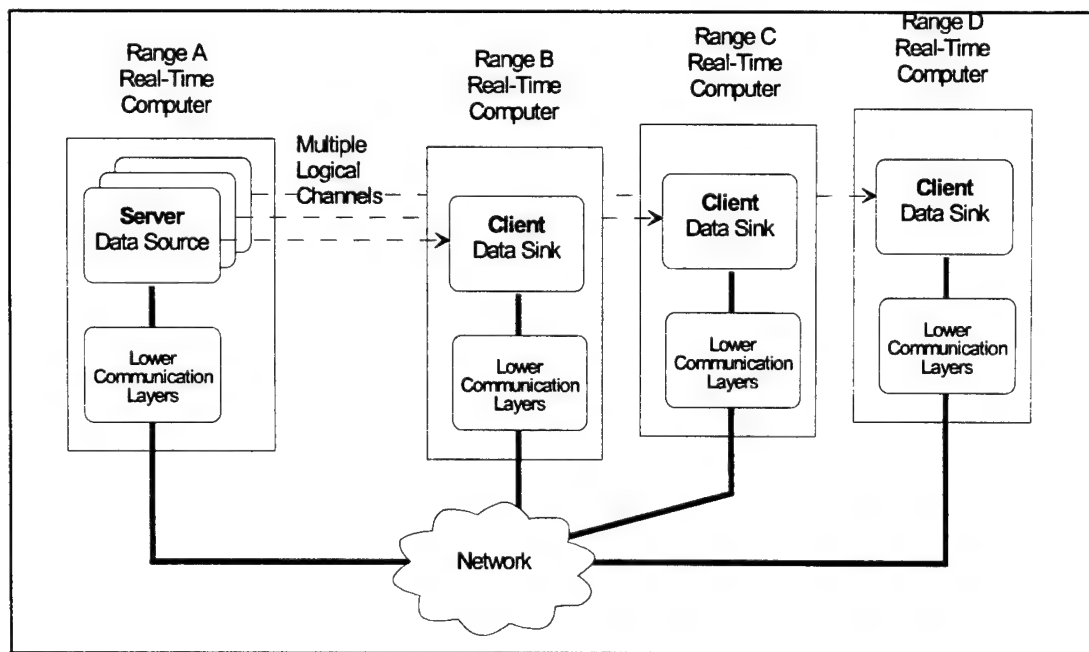 Range A
Real-Time
Computer
Range B
Real-Time
Computer
Range C
Real-Time
Computer
Range D
Real-Time
Computer
Multiple
Logical
Channels
Server
Data Source
Client
Data Sink
Client
Data Sink
Client
Data Sink
Lower
Communication
Layers
Lower
Communication
Layers
Lower
Communication
Layers
Lower
Communication
Layers
Network